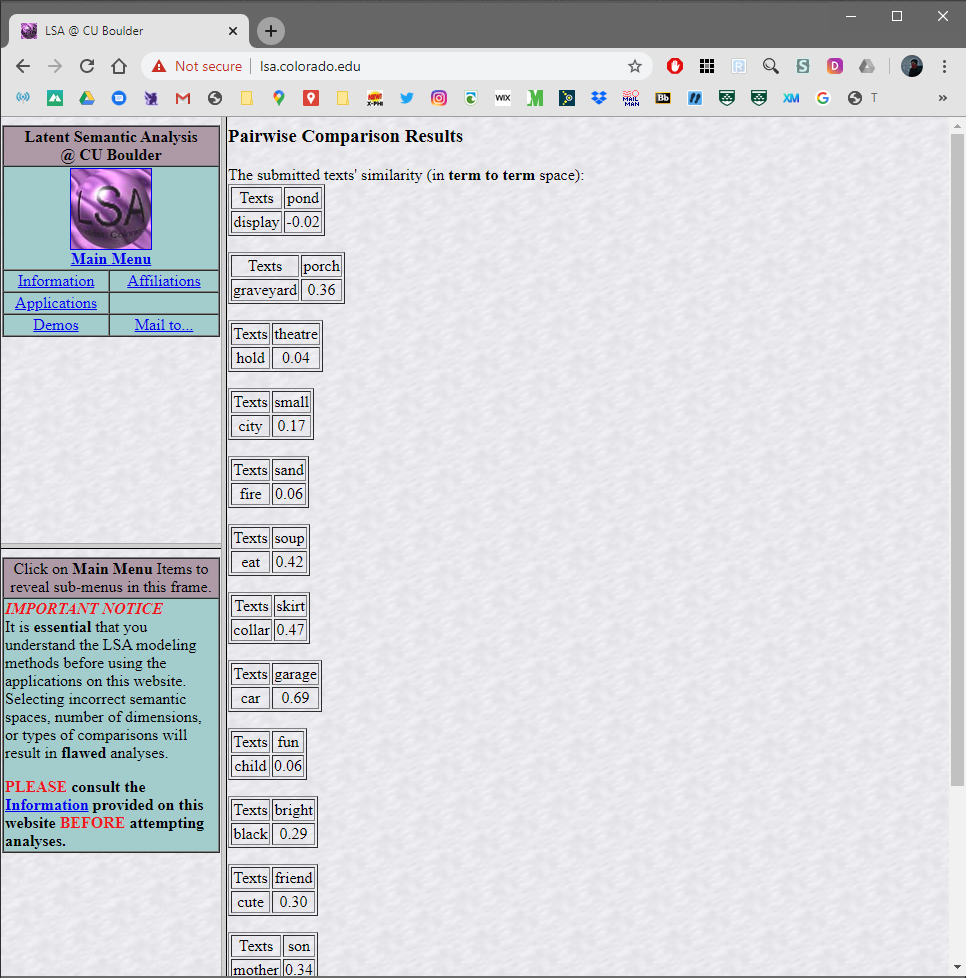 LSA @ CU Boulder
Not secure
lsa.colorado.edu
NEW!
X-PHI
WIX
MAIL
MAN
Bb
XM
T
Latent Semantic Analysis
@ CU Boulder
LSA
Main Menu
Information Affiliations
Applications
Demos Mail to...
Click on Main Menu Items to
reveal sub-menus in this frame.
IMPORTANT NOTICE
It is essential that you
understand the LSA modeling
methods before using the
applications on this website.
Selecting incorrect semantic
spaces, number of dimensions,
or types of comparisons will
result in flawed analyses.
PLEASE consult the
Information provided on this
website BEFORE attempting
analyses.
Pairwise Comparison Results
The submitted texts' similarity (in term to term space):
Texts pond
display -0.02
Texts porch
graveyard 0.36
Texts theatre
hold 0.04
Texts small
city 0.17
Texts sand
fire 0.06
Texts soup
eat 0.42
Texts skirt
collar 0.47
Texts garage
car 0.69
Texts fun
child 0.06
Texts bright
black 0.29
Texts friend
cute 0.30
Texts son
mother 0.34